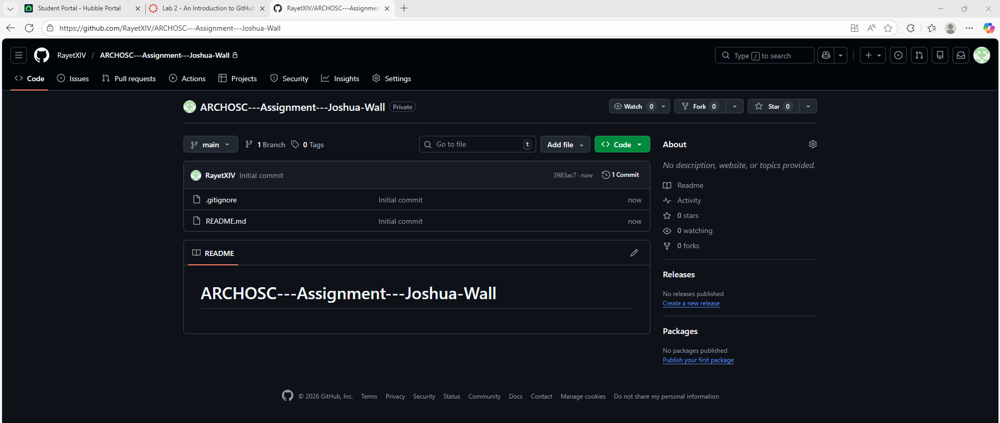 Student Portal - Hubble Portal
Lab 2 - An Introduction to GitHub
RayetXIV/ARCHOSC---Assignmen
https://github.com/RayetXIV/ARCHOSC---Assignment---Joshua-Wall
RayetXIV / ARCHOSC---Assignment---Joshua-Wall
Type / to search
Code Issues Pull requests Actions Projects Security Insights Settings
ARCHOSC---Assignment---Joshua-Wall Private
Watch 0 Fork 0 Star 0
main 1 Branch 0 Tags Go to file t Add file Code
RayetXIV Initial commit 3983ac7 · now 1 Commit
.gitignore Initial commit now
README.md Initial commit now
README
ARCHOSC---Assignment---Joshua-Wall
About
No description, website, or topics provided.
Readme
Activity
0 stars
0 watching
0 forks
Releases
No releases published
Create a new release
Packages
No packages published
Publish your first package
© 2026 GitHub, Inc. Terms Privacy Security Status Community Docs Contact Manage cookies Do not share my personal information